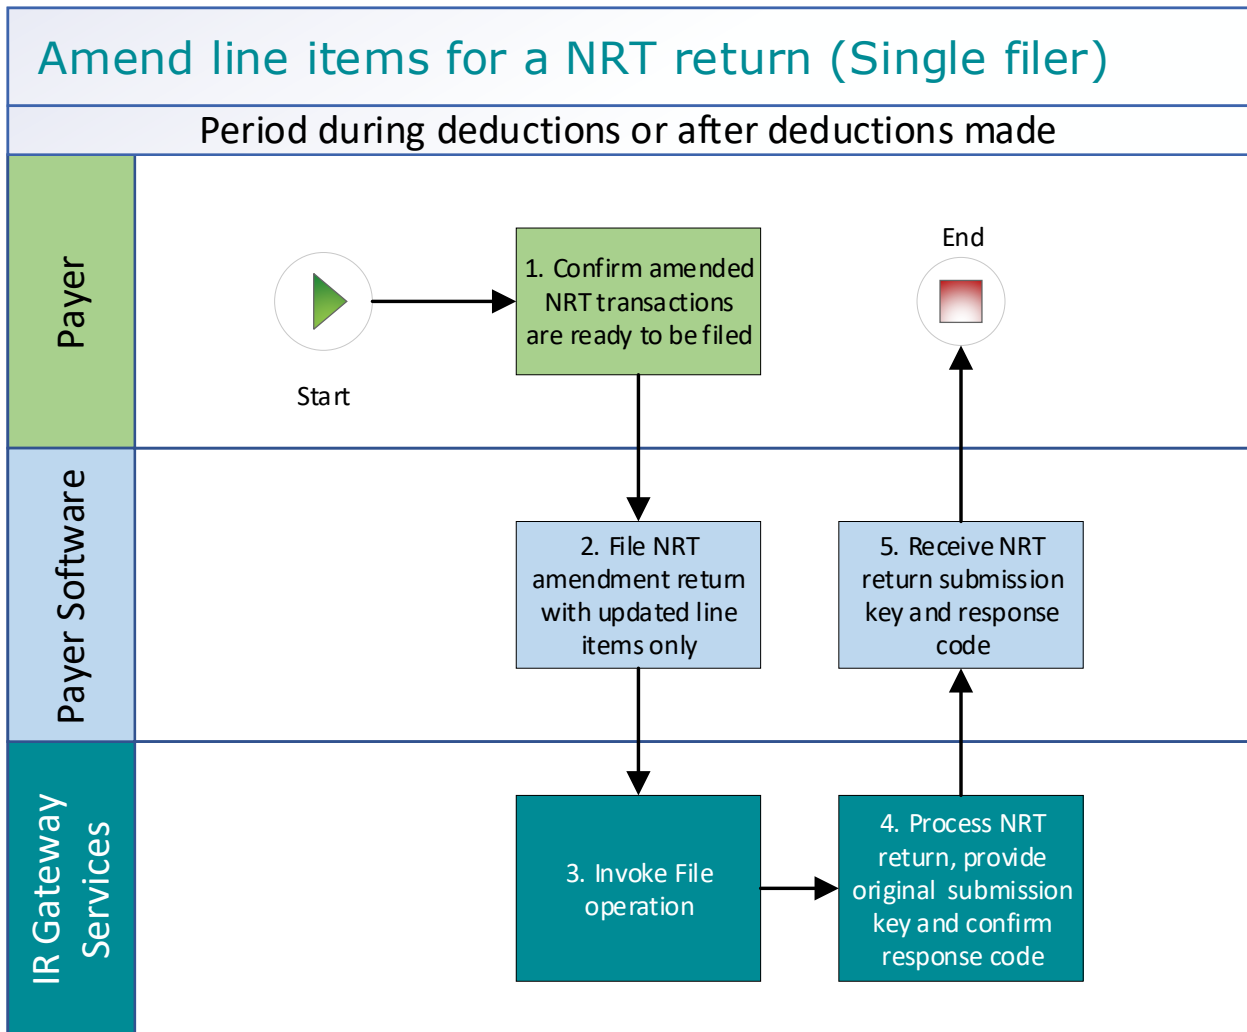 Amend line items for a NRT return (Single filer)
Period during deductions or after deductions made
Payer
Start
1. Confirm amended
NRT transactions
are ready to be filed
End
Payer Software
2. File NRT
amendment return
with updated line
items only
5. Receive NRT
return submission
key and response
code
IR Gateway
Services
3. Invoke File
operation
4. Process NRT
return, provide
original submission
key and confirm
response code